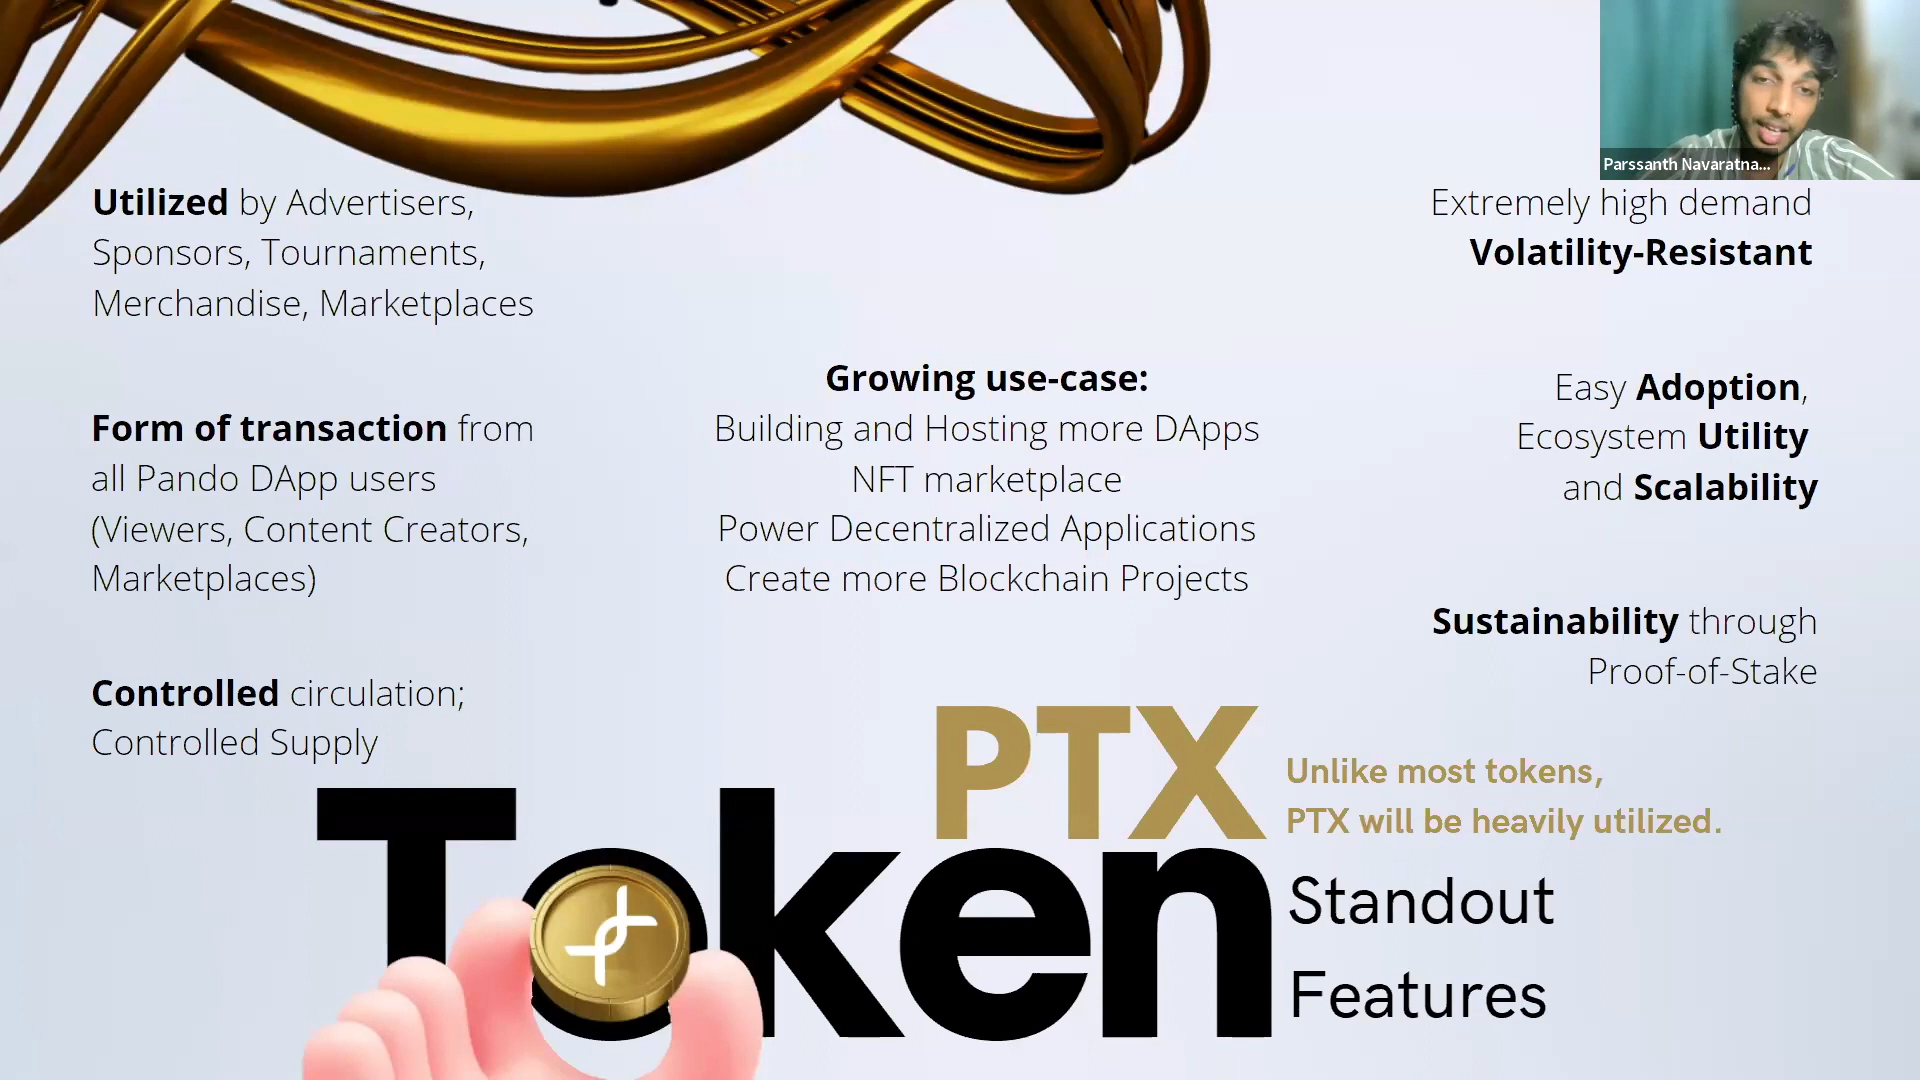 Parssanth Navaratna...
Utilized by Advertisers,
Sponsors, Tournaments,
Merchandise, Marketplaces
Form of transaction from
all Pando DApp users
(Viewers, Content Creators,
Marketplaces)
Controlled circulation;
Controlled Supply
Growing use-case:
Building and Hosting more DApps
NFT marketplace
Power Decentralized Applications
Create more Blockchain Projects
Extremely high demand
Volatility-Resistant
Easy Adoption,
Ecosystem Utility
and Scalability
Sustainability through
Proof-of-Stake
PTX
Token
Unlike most tokens,
PTX will be heavily utilized.
Standout
Features